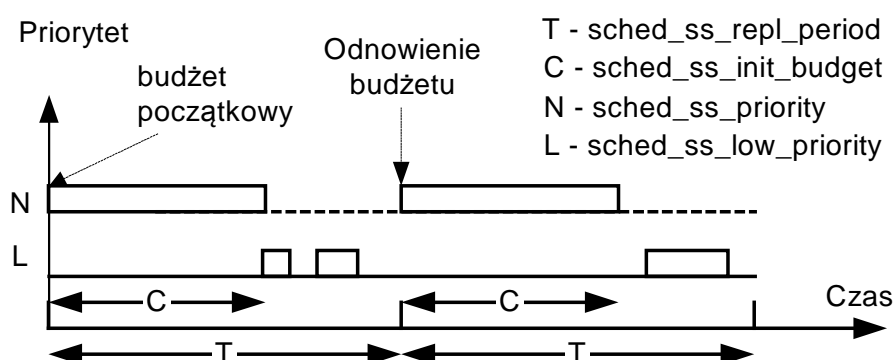 Priorytet
budżet
początkowy
Odnowienie
budżetu
T - sched_ss_repl_period
C - sched_ss_init_budget
N - sched_ss_priority
L - sched_ss_low_priority
N
L
C
C
Czas
T
T